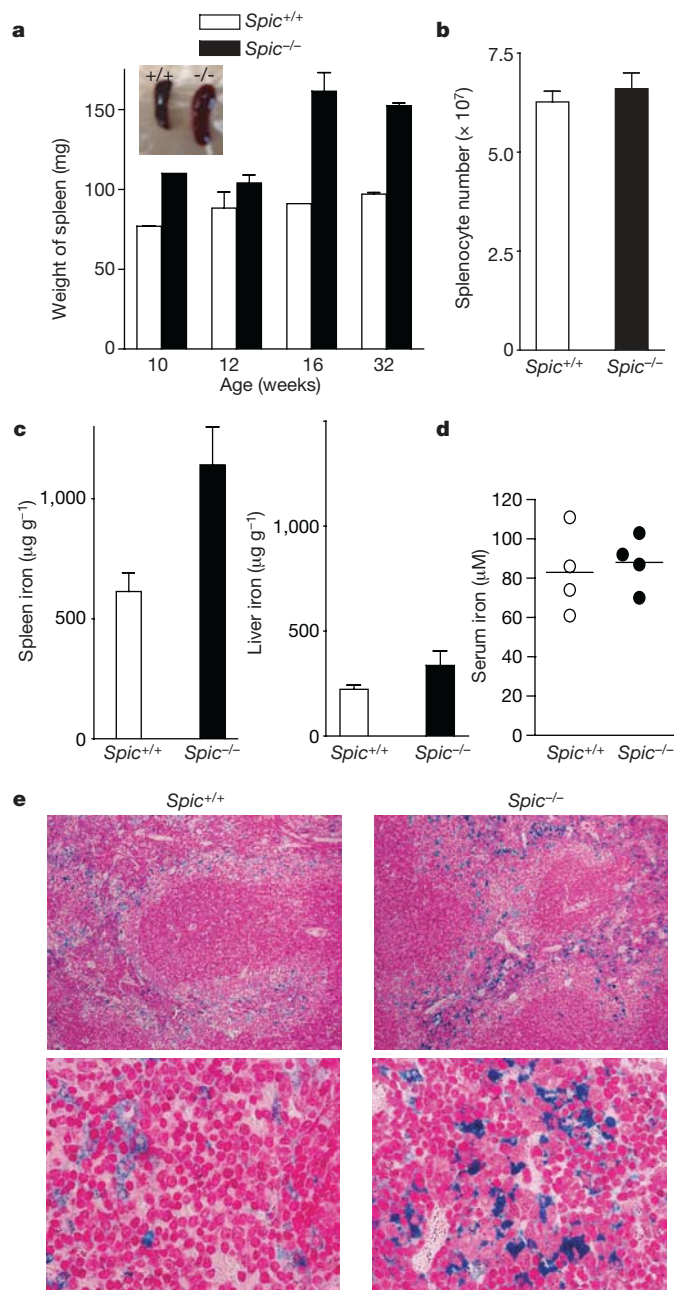 a
Spic+/+
Spic−/−
+/+ -/-
Weight of spleen (mg)
150
100
50
0
10 12 16 32
Age (weeks)
b
Splenocyte number (× 10⁷)
7.5
6.0
2.5
0
Spic+/+ Spic−/−
c
Spleen iron (μg g⁻¹)
1,000
500
0
Spic+/+ Spic−/−
Liver iron (μg g⁻¹)
1,000
500
0
Spic+/+ Spic−/−
d
Serum iron (μM)
120
100
80
60
40
20
0
Spic+/+ Spic−/−
e
Spic+/+ Spic−/−